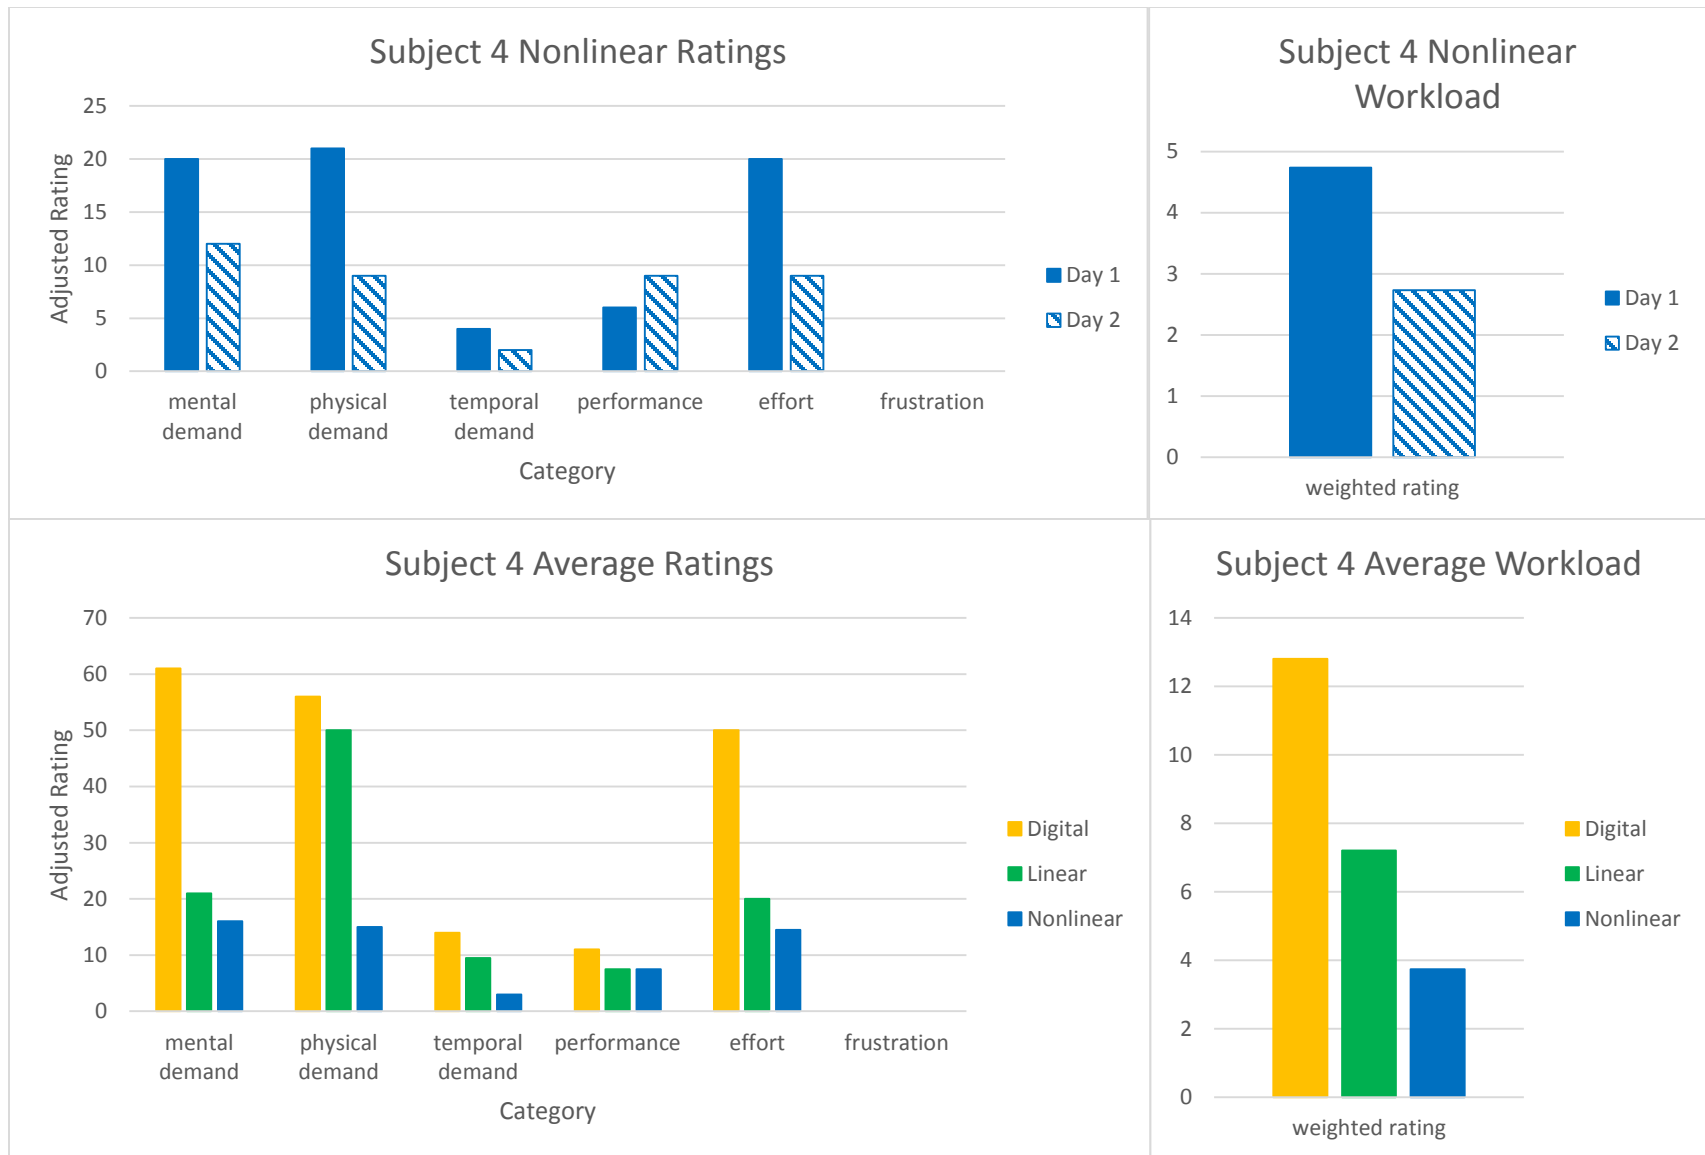 Subject 4 Nonlinear Ratings
Adjusted Rating
25
20
15
10
5
0
mental demand
physical demand
temporal demand
performance
effort
frustration
Category
Day 1
Day 2
Subject 4 Nonlinear
Workload
5
4
3
2
1
0
weighted rating
Day 1
Day 2
Subject 4 Average Ratings
Adjusted Rating
70
60
50
40
30
20
10
0
mental demand
physical demand
temporal demand
performance
effort
frustration
Category
Digital
Linear
Nonlinear
Subject 4 Average Workload
14
12
10
8
6
4
2
0
weighted rating
Digital
Linear
Nonlinear